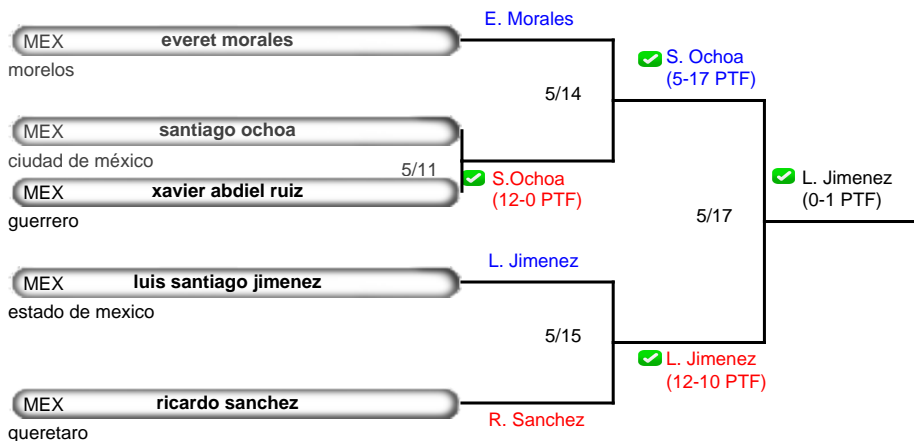 E. Morales
MEX everet morales
morelos
S. Ochoa
(5-17 PTF)
5/14
MEX santiago ochoa
ciudad de méxico
5/11
S.Ochoa
(12-0 PTF)
MEX xavier abdiel ruiz
guerrero
L. Jimenez
(0-1 PTF)
5/17
L. Jimenez
MEX luis santiago jimenez
estado de mexico
5/15
L. Jimenez
(12-10 PTF)
MEX ricardo sanchez
R. Sanchez
queretaro